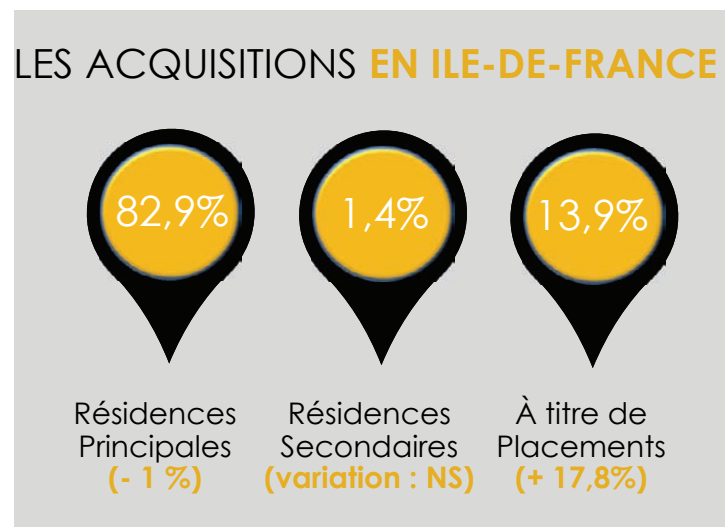 LES ACQUISITIONS EN ILE-DE-FRANCE
82,9%
1,4%
13,9%
Résidences
Principales
(- 1 %)
Résidences
Secondaires
(variation : NS)
À titre de
Placements
(+ 17,8%)